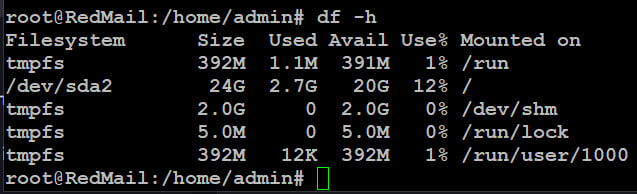 root@RedMail:/home/admin# df -h
Filesystem      Size  Used Avail Use% Mounted on
tmpfs           392M  1.1M  391M   1% /run
/dev/sda2        24G  2.7G   20G  12% /
tmpfs           2.0G     0  2.0G   0% /dev/shm
tmpfs           5.0M     0  5.0M   0% /run/lock
tmpfs           392M   12K  392M   1% /run/user/1000
root@RedMail:/home/admin#